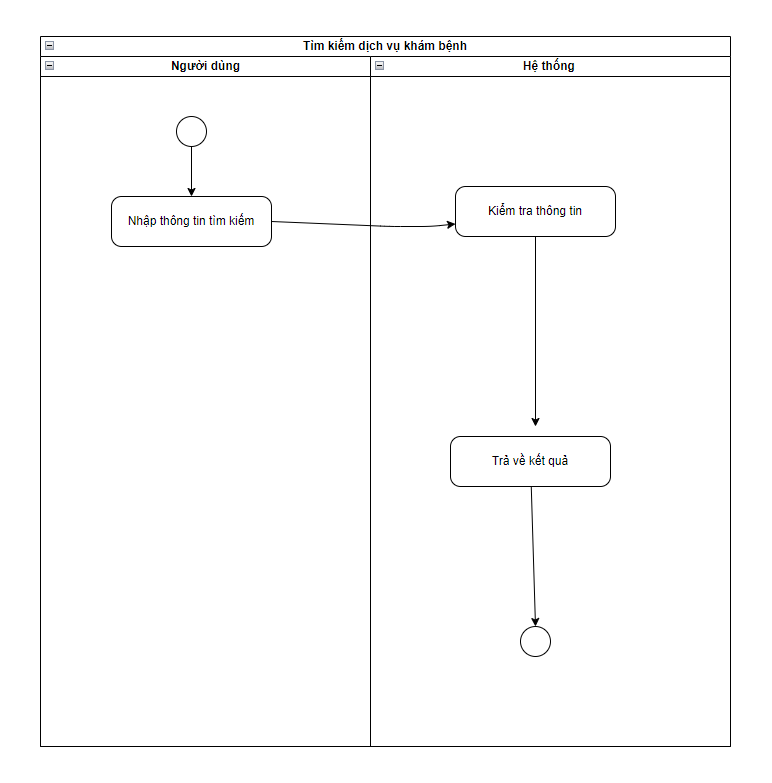 Tìm kiếm dịch vụ khám bệnh
Người dùng
Hệ thống
Nhập thông tin tìm kiếm
Kiểm tra thông tin
Trả về kết quả